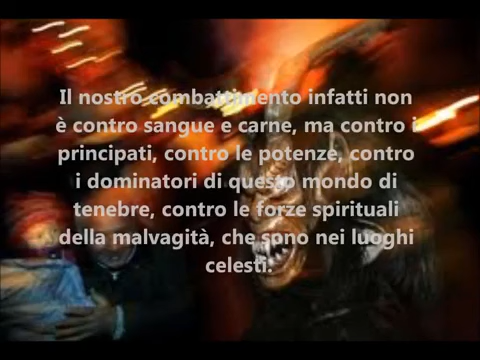 Il nostro combattimento infatti non
è contro sangue e carne, ma contro i
principati, contro le potenze, contro
i dominatori di questo mondo di
tenebre, contro le forze spirituali
della malvagità, che sono nei luoghi
celesti.